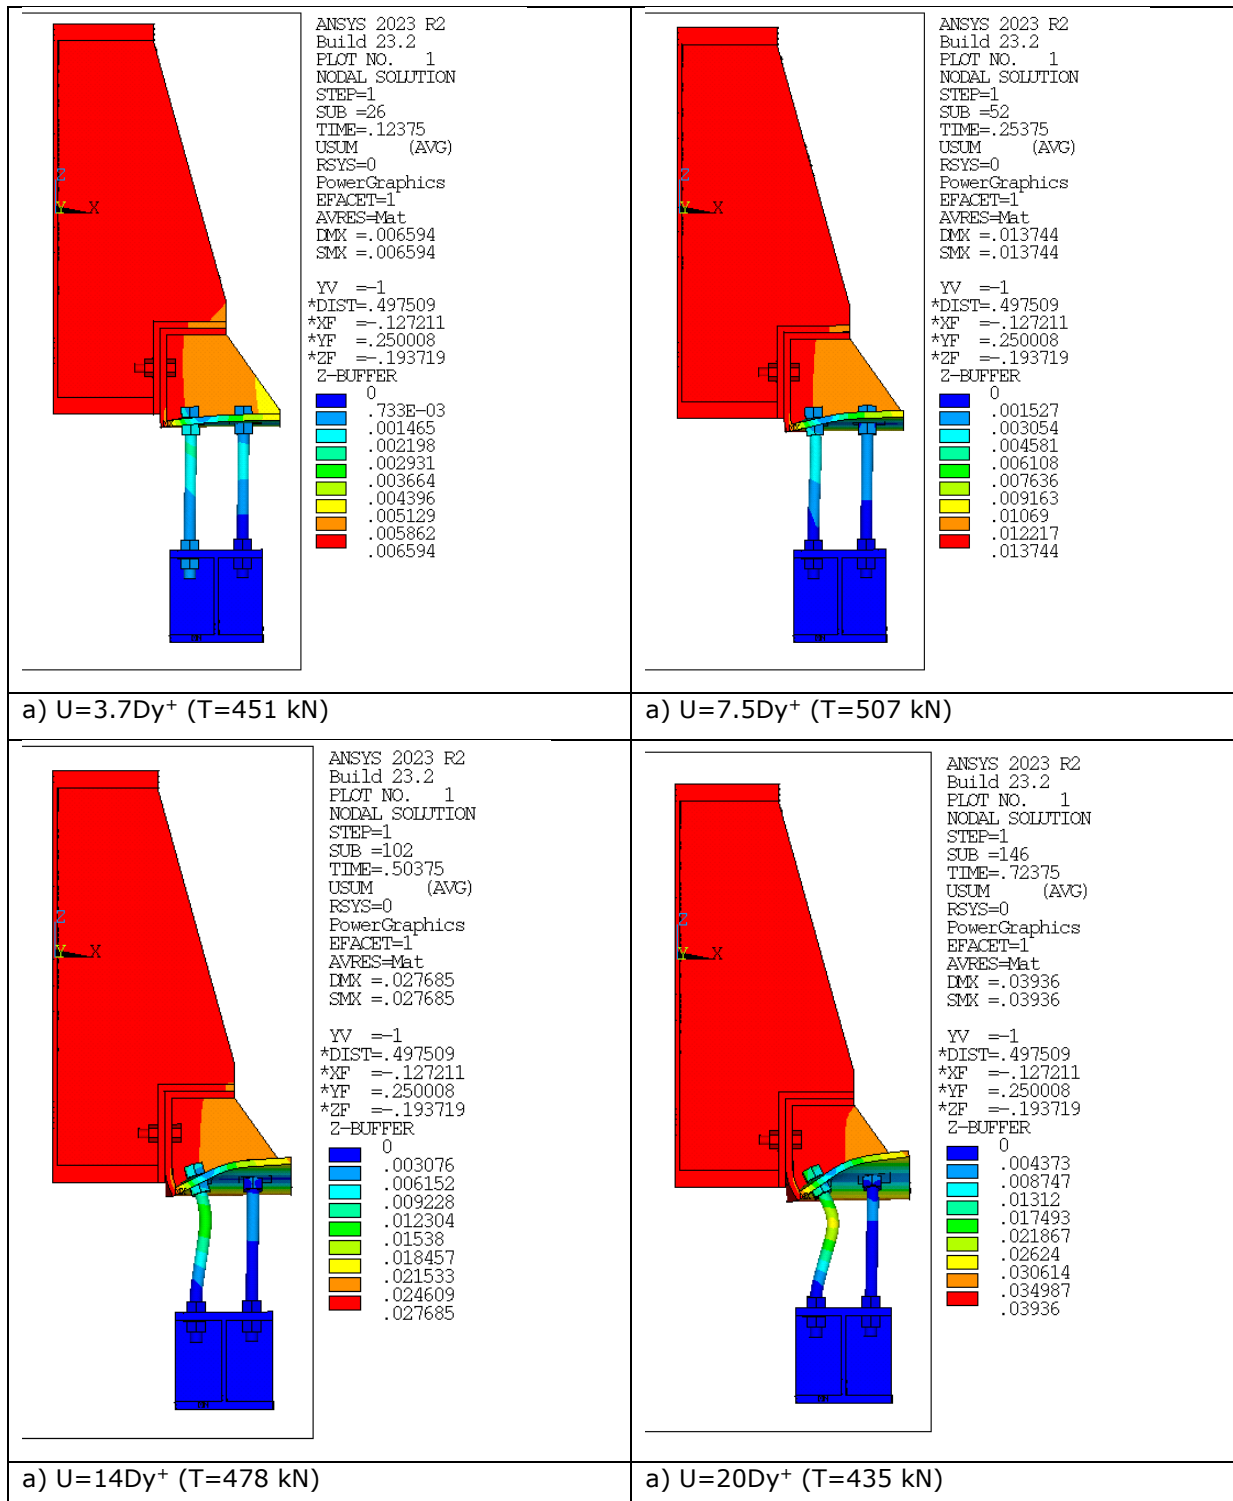 ANSYS 2023 R2
Build 23.2
PLOT NO. 1
NODAL SOLUTION
STEP=1
SUB =26
TIME=.12375
USUM (AVG)
RSYS=0
PowerGraphics
EFACET=1
AVRES=Mat
DMX =.006594
SMX =.006594
YV =-1
*DIST=.497509
*XF =-.127211
*YF =.250008
*ZF =-.193719
Z-BUFFER
0
.733E-03
.001465
.002198
.002931
.003664
.004396
.005129
.005862
.006594
Z
Y X
a) U=3.7Dy⁺ (T=451 kN)
ANSYS 2023 R2
Build 23.2
PLOT NO. 1
NODAL SOLUTION
STEP=1
SUB =52
TIME=.25375
USUM (AVG)
RSYS=0
PowerGraphics
EFACET=1
AVRES=Mat
DMX =.013744
SMX =.013744
YV =-1
*DIST=.497509
*XF =-.127211
*YF =.250008
*ZF =-.193719
Z-BUFFER
0
.001527
.003054
.004581
.006108
.007636
.009163
.01069
.012217
.013744
Z
Y X
a) U=7.5Dy⁺ (T=507 kN)
ANSYS 2023 R2
Build 23.2
PLOT NO. 1
NODAL SOLUTION
STEP=1
SUB =102
TIME=.50375
USUM (AVG)
RSYS=0
PowerGraphics
EFACET=1
AVRES=Mat
DMX =.027685
SMX =.027685
YV =-1
*DIST=.497509
*XF =-.127211
*YF =.250008
*ZF =-.193719
Z-BUFFER
0
.003076
.006152
.009228
.012304
.01538
.018457
.021533
.024609
.027685
Z
Y X
a) U=14Dy⁺ (T=478 kN)
ANSYS 2023 R2
Build 23.2
PLOT NO. 1
NODAL SOLUTION
STEP=1
SUB =146
TIME=.72375
USUM (AVG)
RSYS=0
PowerGraphics
EFACET=1
AVRES=Mat
DMX =.03936
SMX =.03936
YV =-1
*DIST=.497509
*XF =-.127211
*YF =.250008
*ZF =-.193719
Z-BUFFER
0
.004373
.008747
.01312
.017493
.021867
.02624
.030614
.034987
.03936
Z
Y X
a) U=20Dy⁺ (T=435 kN)